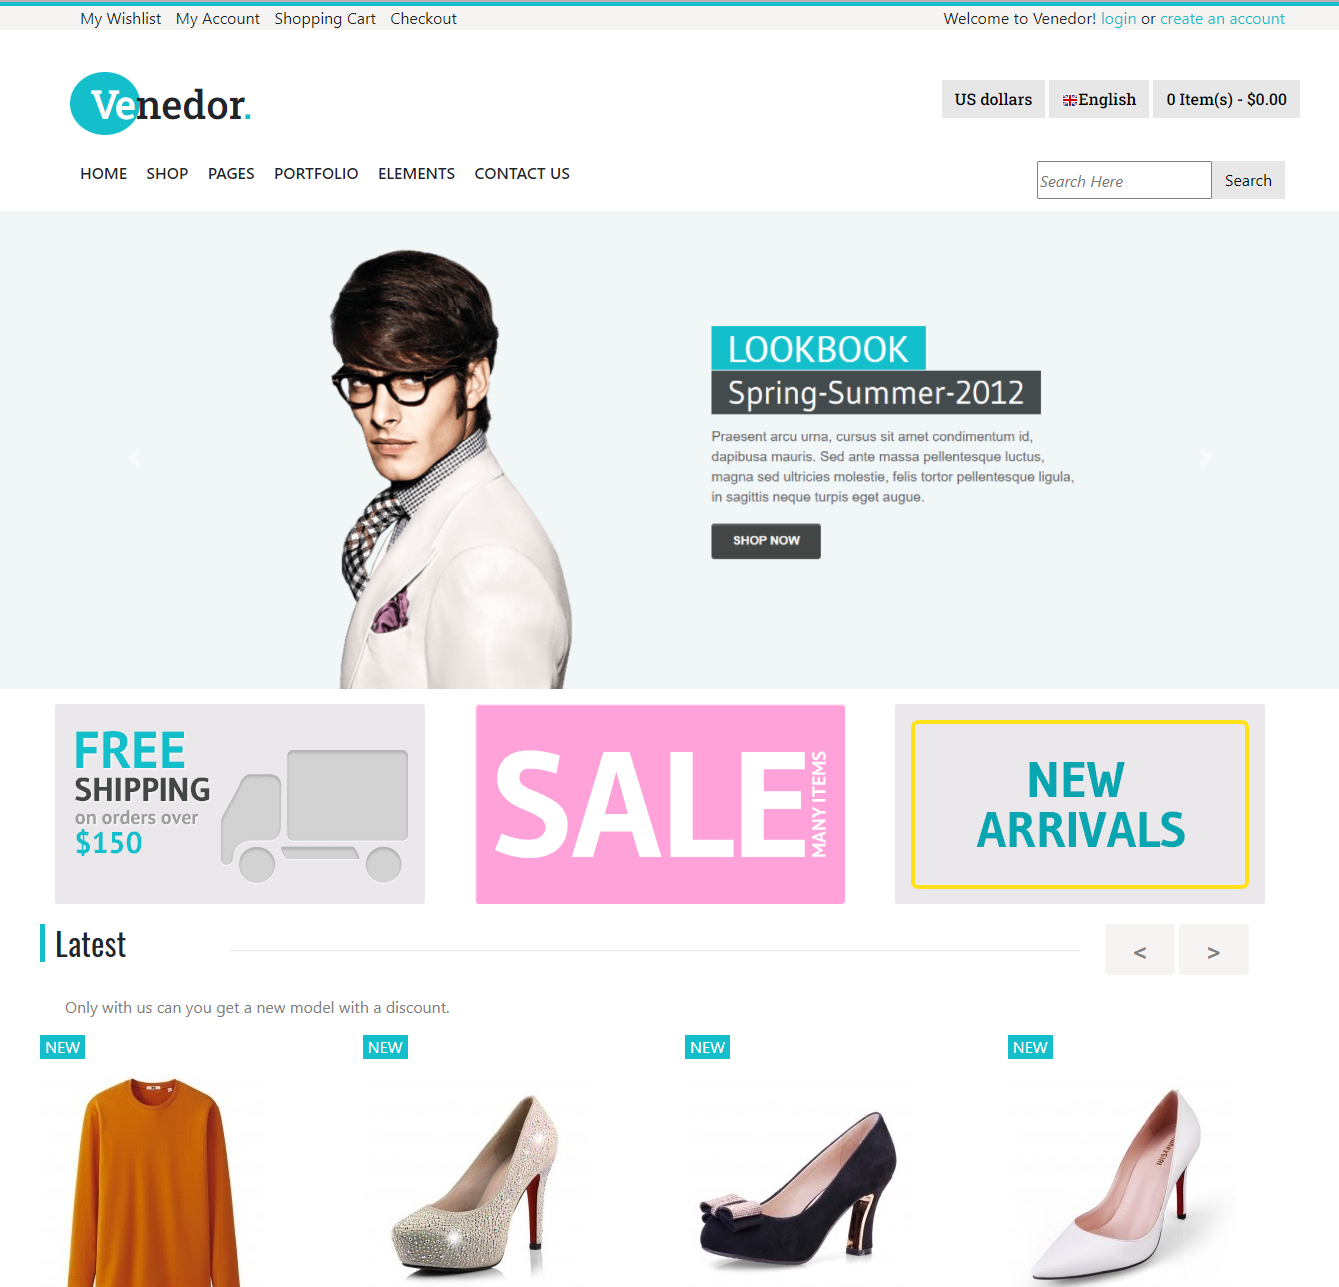 My Wishlist My Account Shopping Cart Checkout
Welcome to Venedor! login or create an account
Venedor.
US dollars English 0 Item(s) - $0.00
HOME SHOP PAGES PORTFOLIO ELEMENTS CONTACT US
Search Here Search
LOOKBOOK
Spring-Summer-2012
Praesent arcu urna, cursus sit amet condimentum id,
dapibusa mauris. Sed ante massa pellentesque luctus,
magna sed ultricies molestie, felis tortor pellentesque ligula,
in sagittis neque turpis eget augue.
SHOP NOW
FREE
SHIPPING
on orders over
$150
SALE
MANY ITEMS
NEW
ARRIVALS
Latest
< >
Only with us can you get a new model with a discount.
NEW NEW NEW NEW